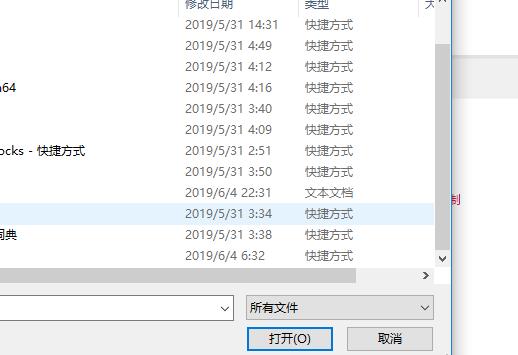 修改日期 类型 大
2019/5/31 14:31 快捷方式
2019/5/31 4:49 快捷方式
2019/5/31 4:12 快捷方式
64 2019/5/31 4:16 快捷方式
2019/5/31 3:40 快捷方式
2019/5/31 4:09 快捷方式
ocks - 快捷方式 2019/5/31 2:51 快捷方式
2019/5/31 3:50 快捷方式
2019/6/4 22:31 文本文档
制
2019/5/31 3:34 快捷方式
词典 2019/5/31 3:38 快捷方式
2019/6/4 6:32 快捷方式
所有文件
打开(O) 取消